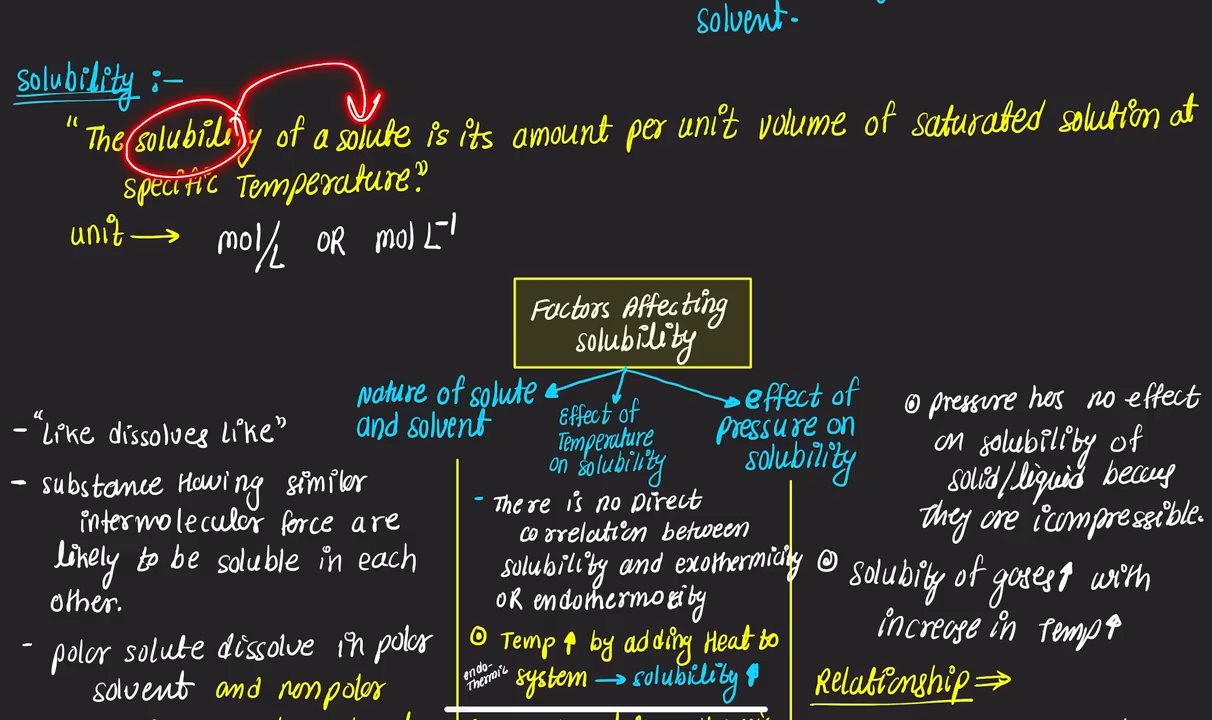 solvent.
solubility :-
"The solubility of a solute is its amount per unit volume of saturated solution at
specific Temperature."
unit → mol/L OR mol L⁻¹
Factors Affecting
solubility
Nature of solute
and solvent
- "Like dissolves like"
- substance Having similar
intermolecular force are
likely to be soluble in each
other.
- polar solute dissolve in polar
solvent and nonpolar
Effect of
Temperature
on solubility
- There is no Direct
correlation between
solubility and exothermicity
OR endothermocity
⊙ Temp ↑ by adding Heat to
endo-
thermic
system → solubility ↑
effect of
pressure on
solubility
⊙ pressure has no effect
on solubility of
solid/liquid becaus
they are icompressible.
⊙ Solubity of gases ↑ with
increase in Temp ↑
Relationship ⇒